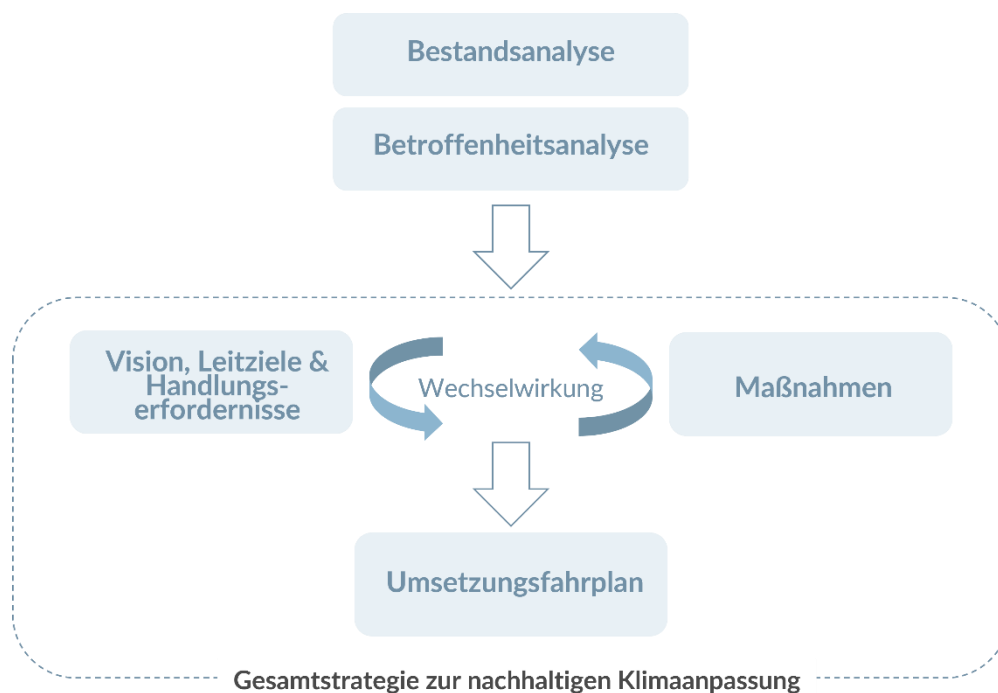 Bestandsanalyse
Betroffenheitsanalyse
Vision, Leitziele &
Handlungs-
erfordernisse
Wechselwirkung
Maßnahmen
Umsetzungsfahrplan
Gesamtstrategie zur nachhaltigen Klimaanpassung